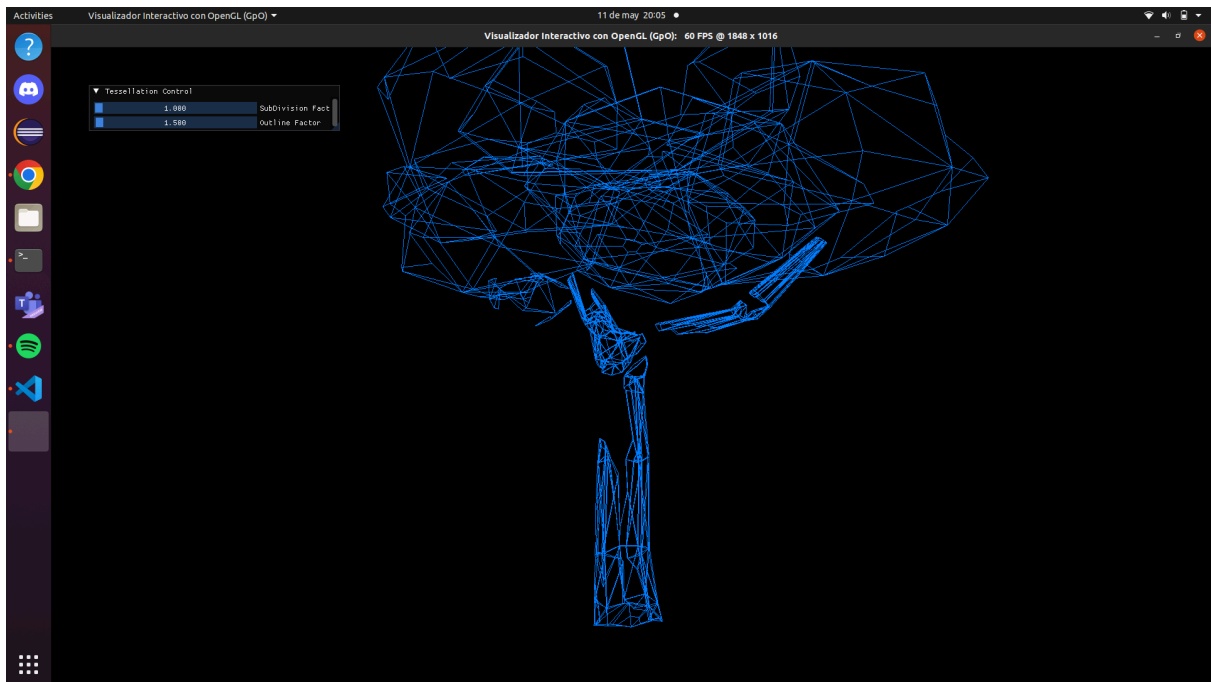 Activities
Visualizador Interactivo con OpenGL (GpO)
11 de may 20:05
Visualizador Interactivo con OpenGL (GpO): 60 FPS @ 1848 x 1016
Tessellation Control
1.000 SubDivision Fact
1.500 Outline Factor